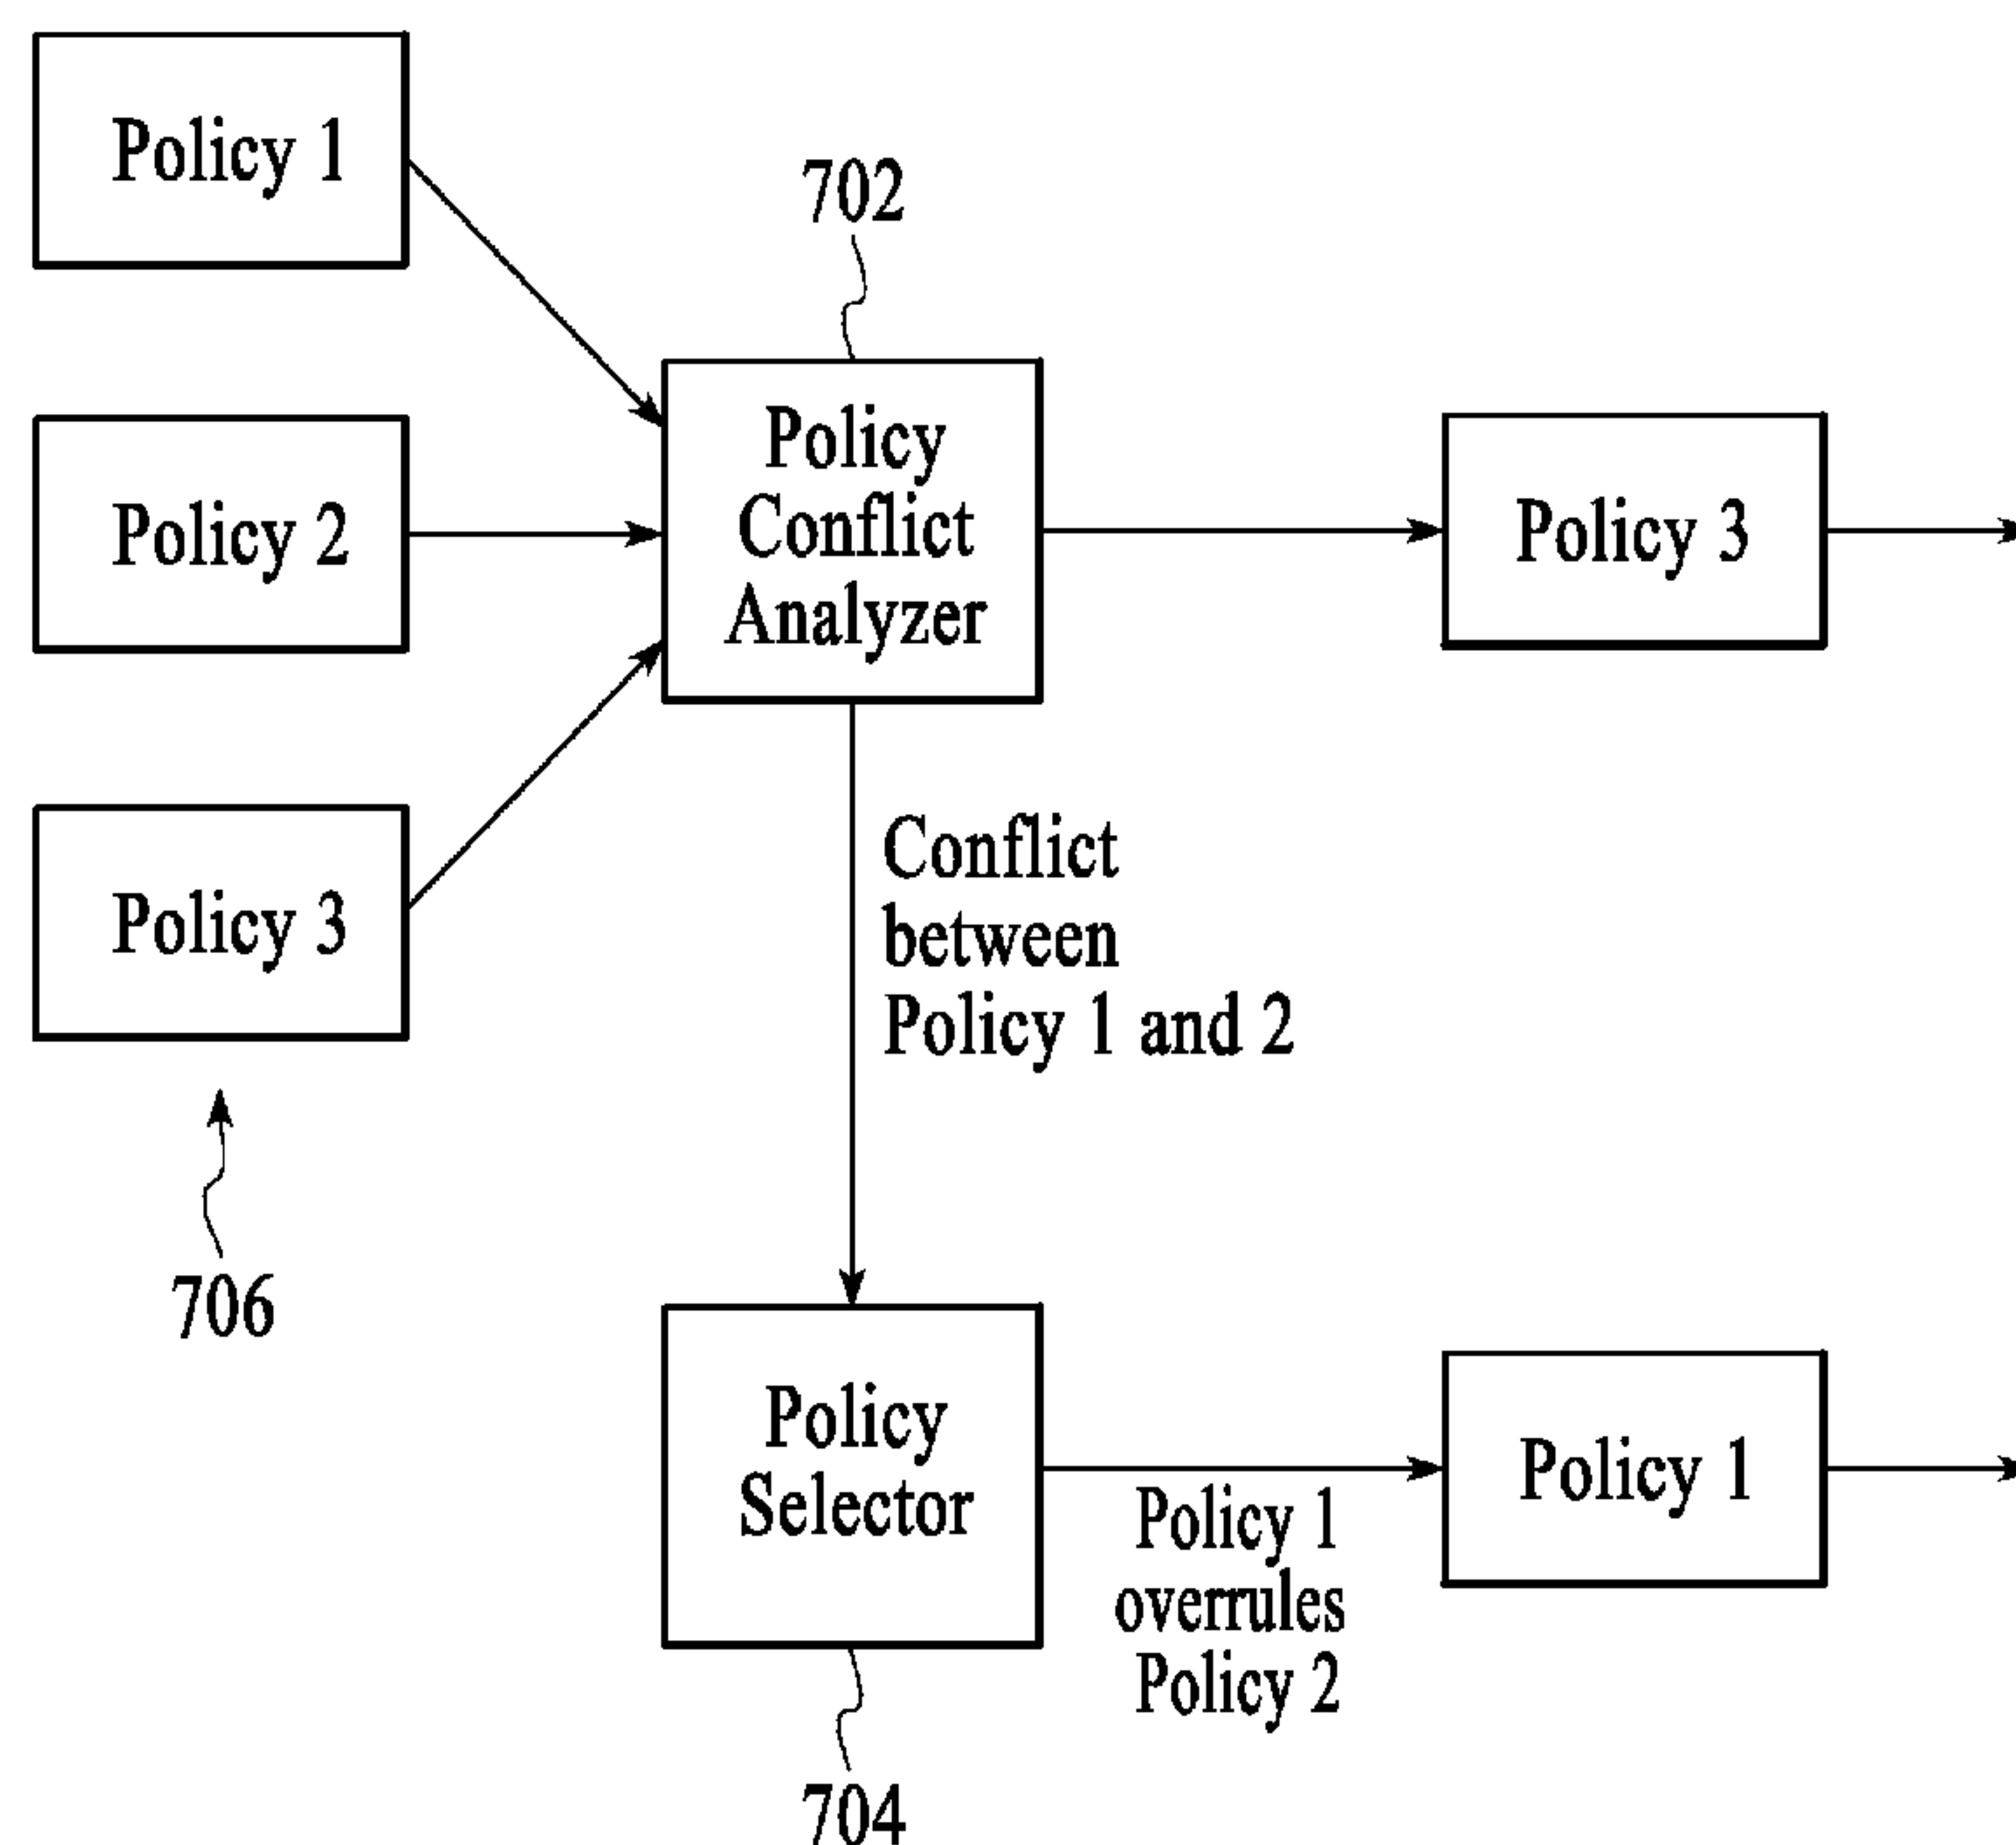 Policy 1
702
Policy 2
Policy
Conflict
Analyzer
Policy 3
Policy 3
Conflict
between
Policy 1 and 2
706
Policy
Selector
Policy 1
overrules
Policy 2
Policy 1
704